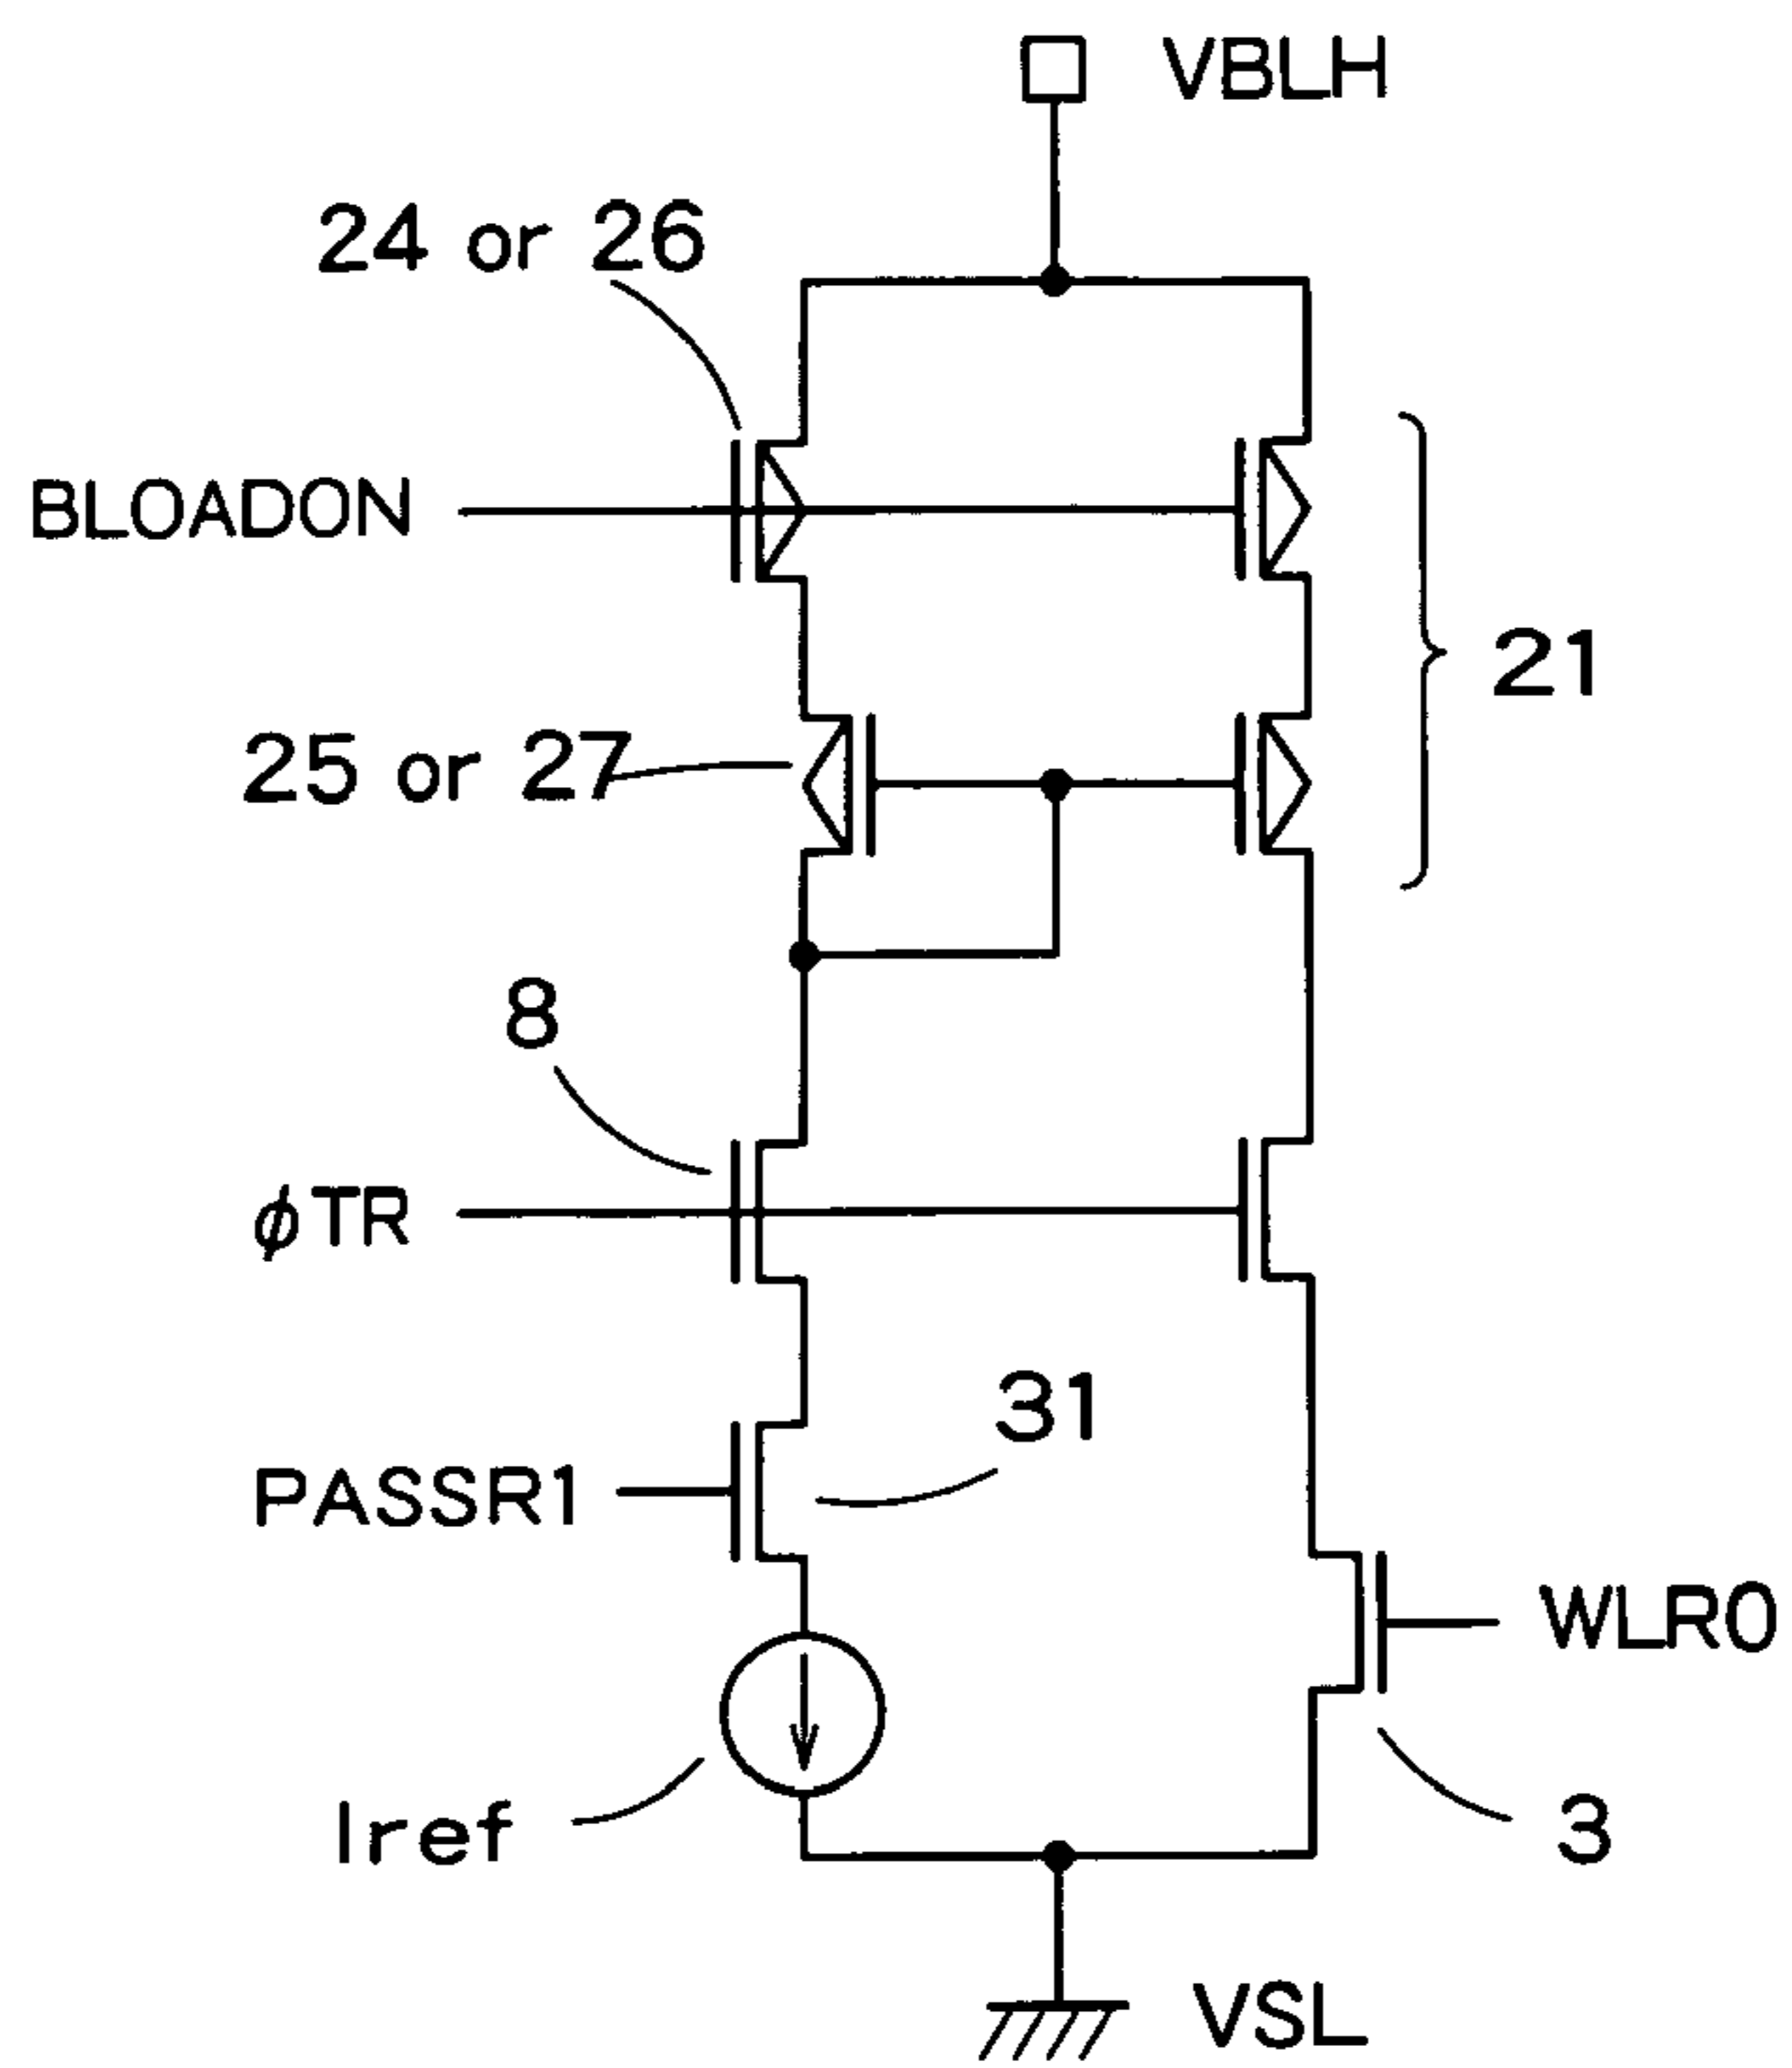 VBLH
24 or 26
BLOADON
21
25 or 27
8
φTR
31
PASSR1
WLR0
Iref
3
VSL